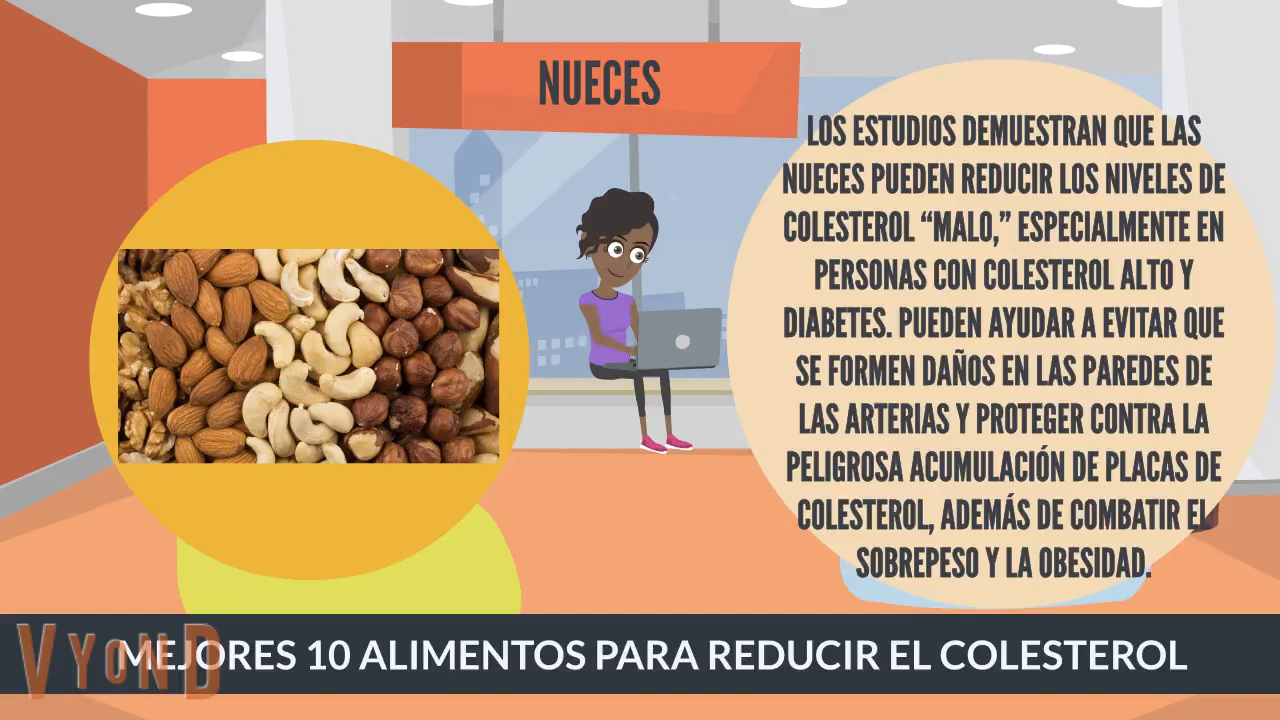 NUECES
LOS ESTUDIOS DEMUESTRAN QUE LAS
NUECES PUEDEN REDUCIR LOS NIVELES DE
COLESTEROL “MALO,” ESPECIALMENTE EN
PERSONAS CON COLESTEROL ALTO Y
DIABETES. PUEDEN AYUDAR A EVITAR QUE
SE FORMEN DAÑOS EN LAS PAREDES DE
LAS ARTERIAS Y PROTEGER CONTRA LA
PELIGROSA ACUMULACIÓN DE PLACAS DE
COLESTEROL, ADEMÁS DE COMBATIR EL
SOBREPESO Y LA OBESIDAD.
MEJORES 10 ALIMENTOS PARA REDUCIR EL COLESTEROL
VYOND